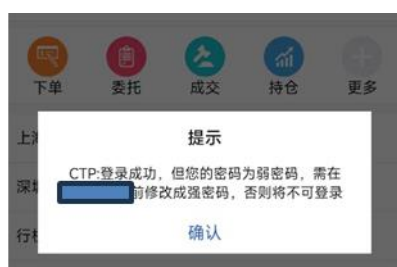 下单 委托 成交 持仓 更多
上海
提示
CTP:登录成功，但您的密码为弱密码，需在
深圳
前修改成强密码，否则将不可登录
行
确认